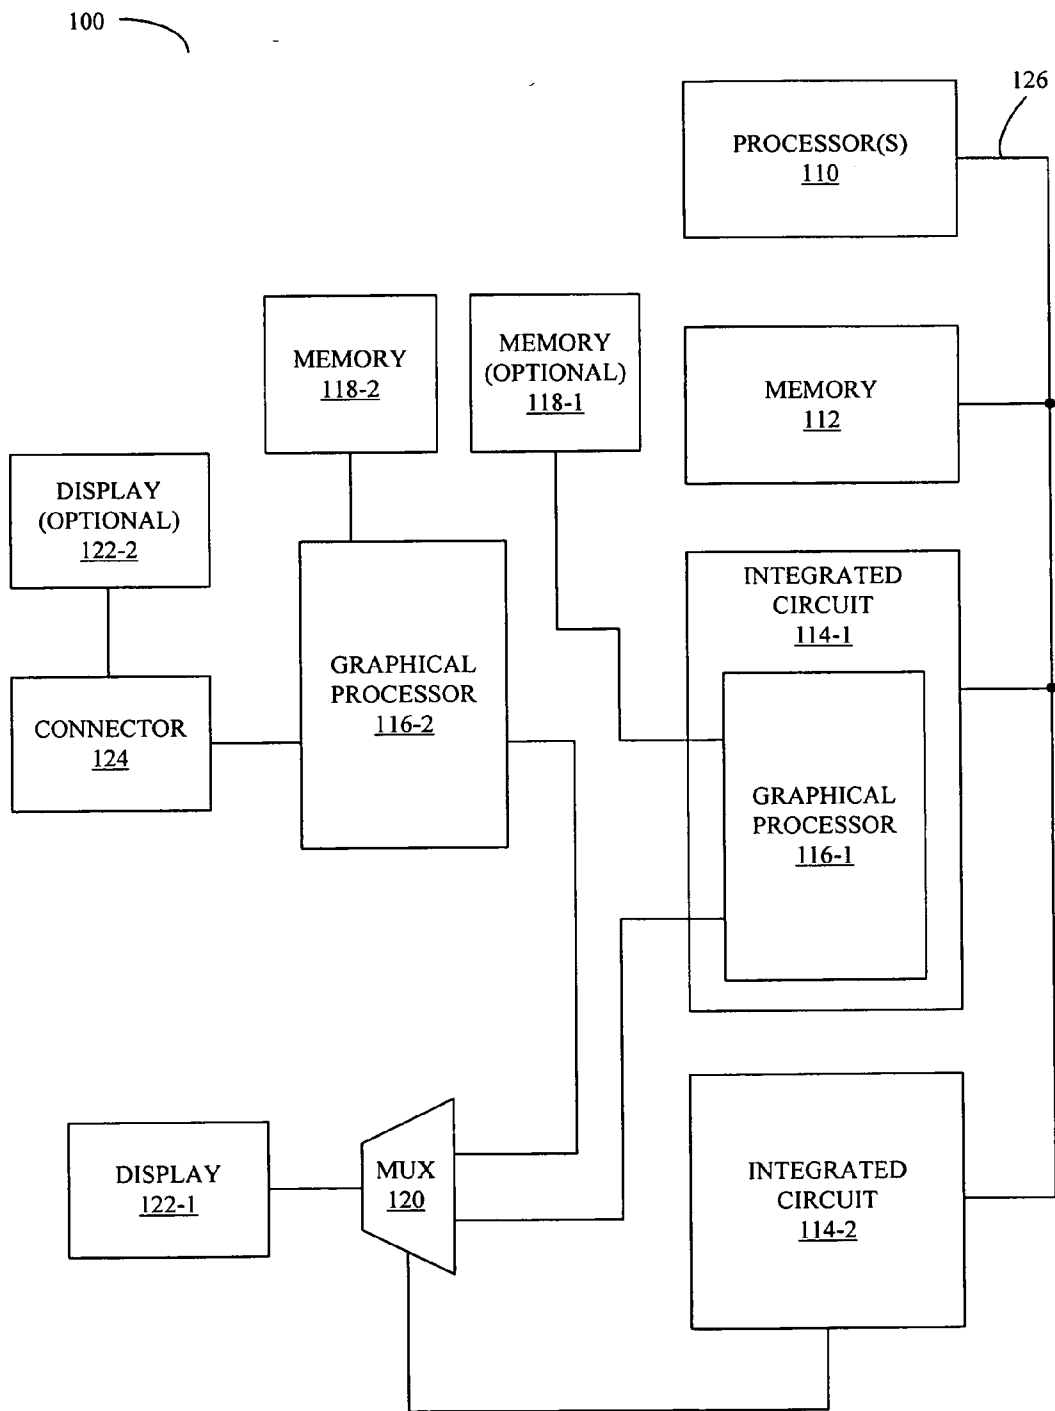 100
126
PROCESSOR(S)
110
MEMORY
118-2
MEMORY
(OPTIONAL)
118-1
MEMORY
112
DISPLAY
(OPTIONAL)
122-2
GRAPHICAL
PROCESSOR
116-2
INTEGRATED
CIRCUIT
114-1
CONNECTOR
124
GRAPHICAL
PROCESSOR
116-1
DISPLAY
122-1
MUX
120
INTEGRATED
CIRCUIT
114-2